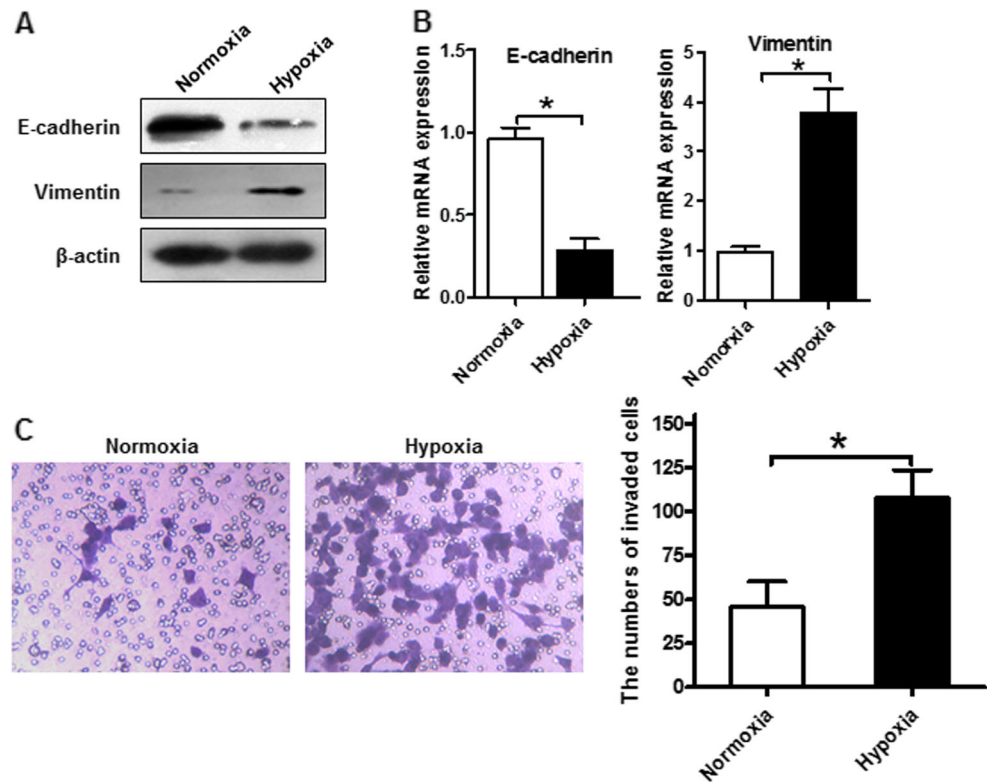 A
Normoxia
Hypoxia
E-cadherin
Vimentin
β-actin
B
E-cadherin
Relative mRNA expression
1.5
1.0
0.5
0.0
*
Normoxia
Hypoxia
Vimentin
Relative mRNA expression
5
4
3
2
1
0
*
Nomorxia
Hypoxia
C
Normoxia
Hypoxia
The numbers of invaded cells
150
125
100
75
50
25
0
*
Normoxia
Hypoxia